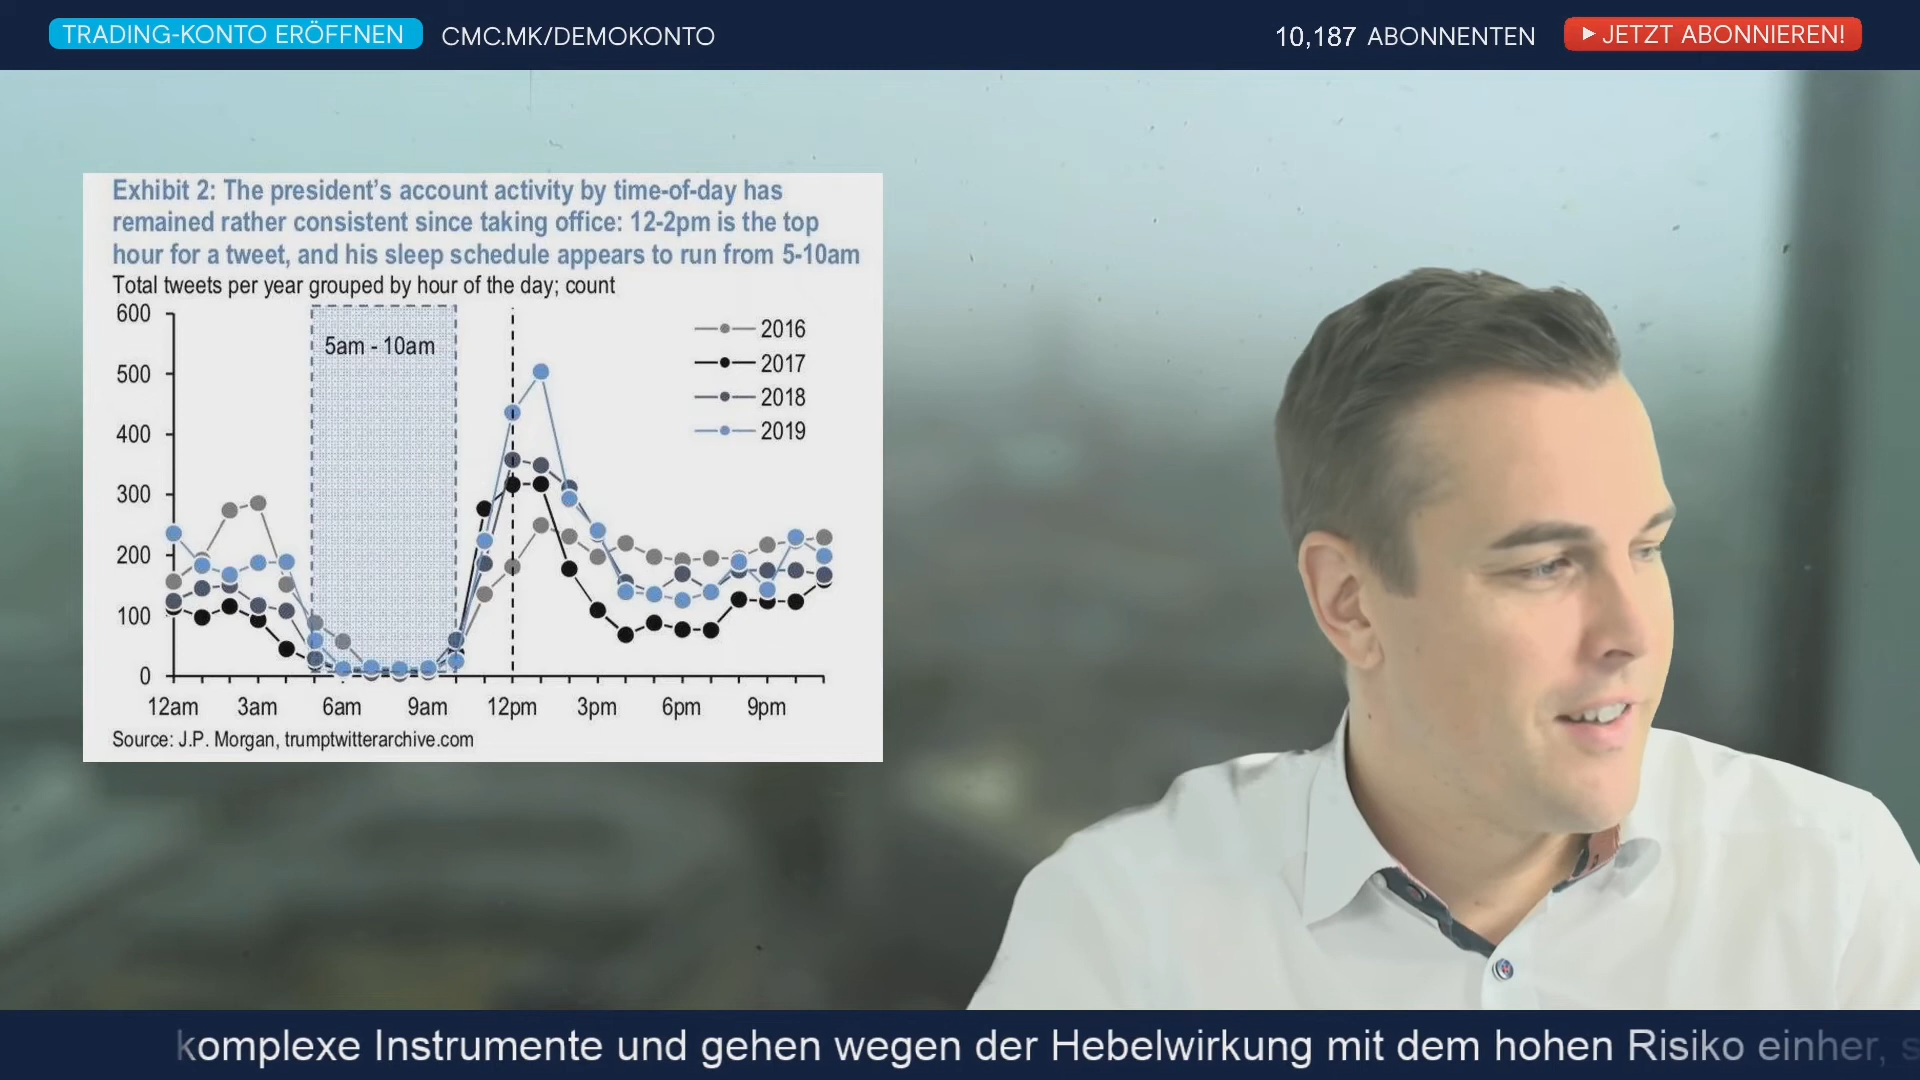 TRADING-KONTO ERÖFFNEN CMC.MK/DEMOKONTO 10,187 ABONNENTEN JETZT ABONNIEREN!
Exhibit 2: The president's account activity by time-of-day has
remained rather consistent since taking office: 12-2pm is the top
hour for a tweet, and his sleep schedule appears to run from 5-10am
Total tweets per year grouped by hour of the day; count
600
500
400
300
200
100
0
5am - 10am
2016
2017
2018
2019
12am 3am 6am 9am 12pm 3pm 6pm 9pm
Source: J.P. Morgan, trumptwitterarchive.com
komplexe Instrumente und gehen wegen der Hebelwirkung mit dem hohen Risiko einher, s